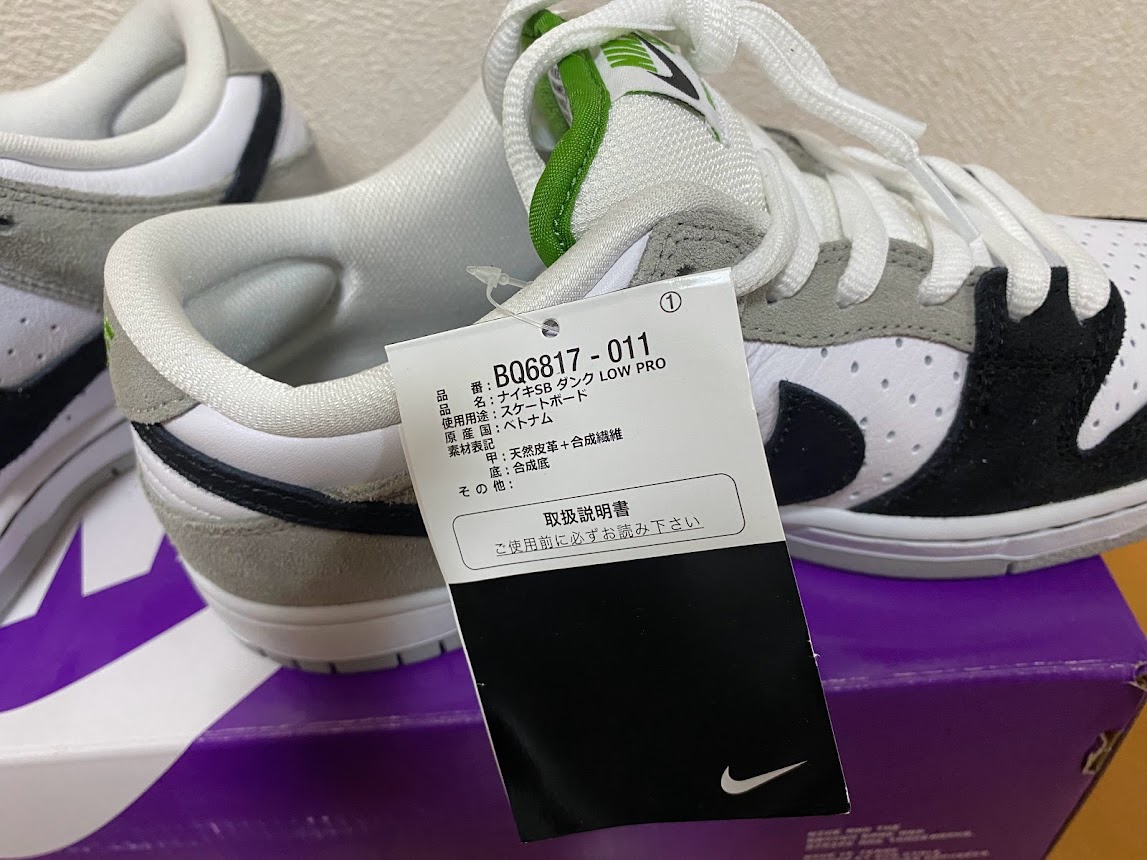 ①
品番：BQ6817 - 011
品名：ナイキSB ダンク LOW PRO
使用用途：スケートボード
原産国：ベトナム
素材表記
甲：天然皮革＋合成繊維
底：合成底
その他：
取扱説明書
ご使用前に必ずお読み下さい